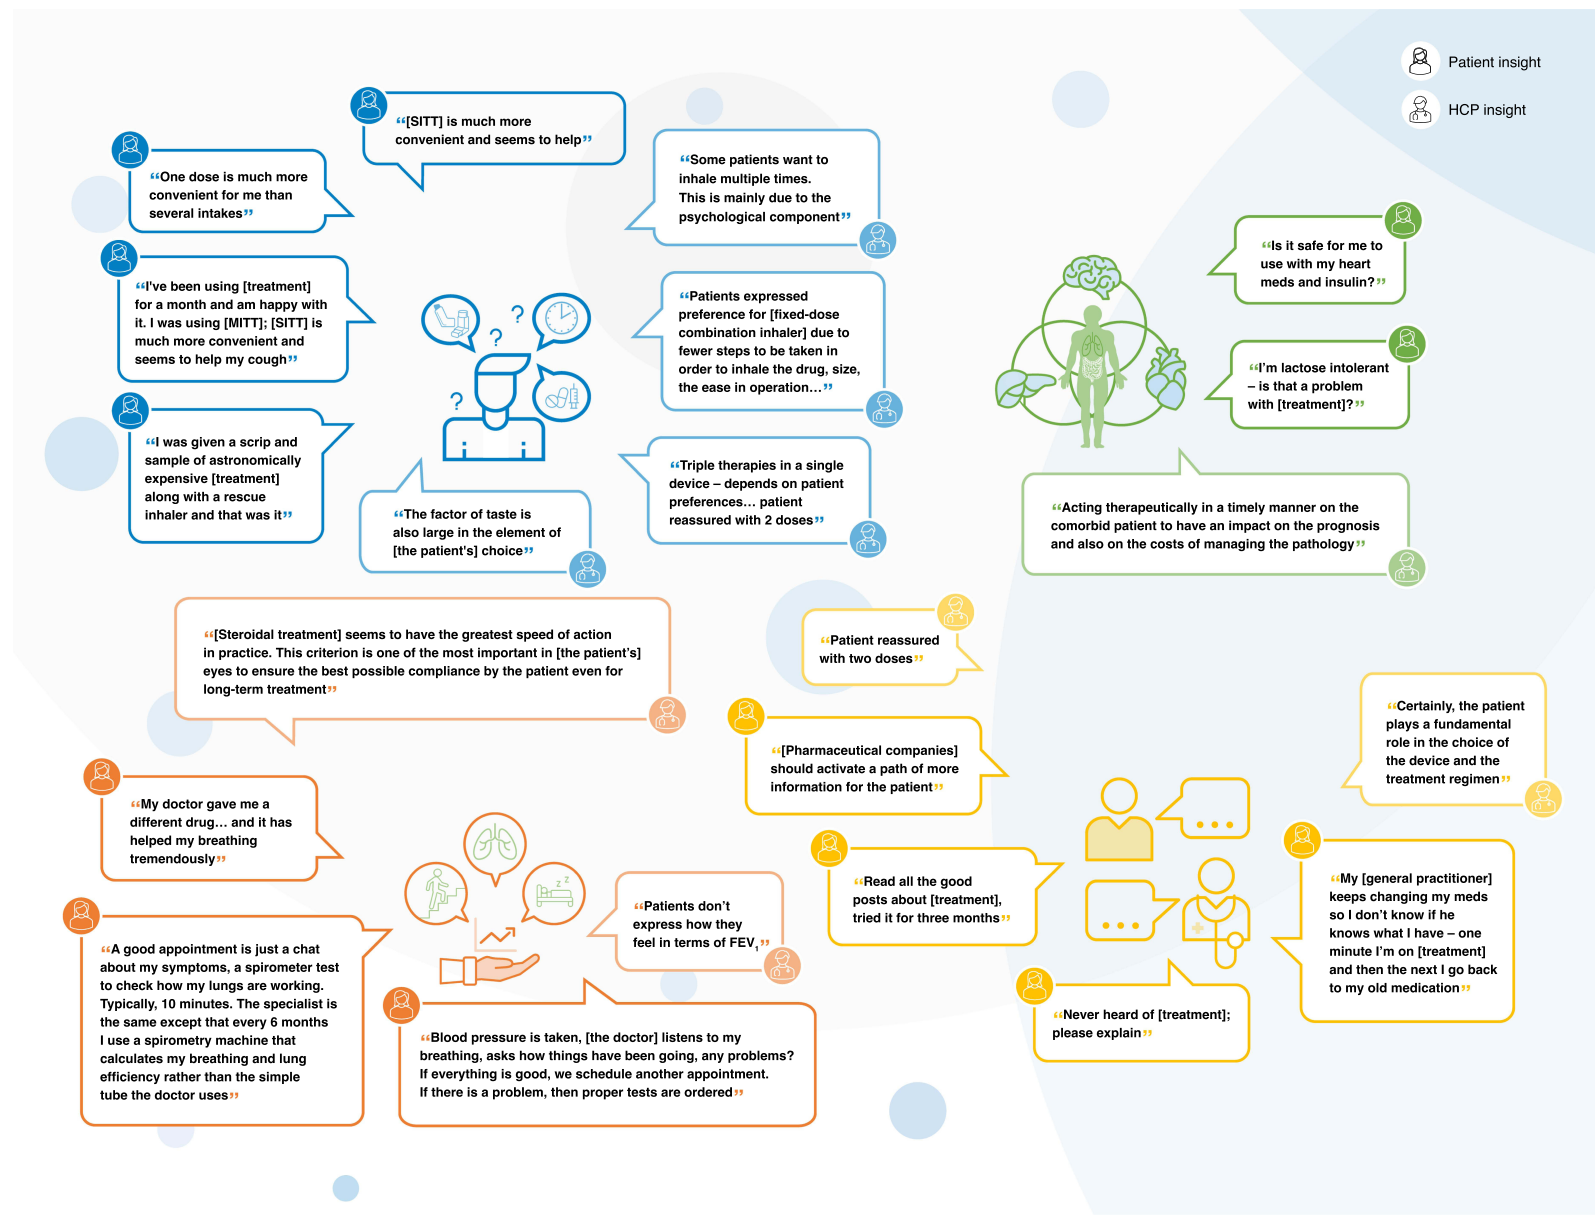 Patient insight
HCP insight
“[SITT] is much more
convenient and seems to help”
“One dose is much more
convenient for me than
several intakes”
“Some patients want to
inhale multiple times.
This is mainly due to the
psychological component”
“I've been using [treatment]
for a month and am happy with
it. I was using [MITT]; [SITT] is
much more convenient and
seems to help my cough”
“Patients expressed
preference for [fixed-dose
combination inhaler] due to
fewer steps to be taken in
order to inhale the drug, size,
the ease in operation…”
“I was given a scrip and
sample of astronomically
expensive [treatment]
along with a rescue
inhaler and that was it”
“The factor of taste is
also large in the element of
[the patient's] choice”
“Triple therapies in a single
device – depends on patient
preferences… patient
reassured with 2 doses”
? ? ?
“Is it safe for me to
use with my heart
meds and insulin?”
“I’m lactose intolerant
– is that a problem
with [treatment]?”
“Acting therapeutically in a timely manner on the
comorbid patient to have an impact on the prognosis
and also on the costs of managing the pathology”
“[Steroidal treatment] seems to have the greatest speed of action
in practice. This criterion is one of the most important in [the patient’s]
eyes to ensure the best possible compliance by the patient even for
long-term treatment”
“My doctor gave me a
different drug… and it has
helped my breathing
tremendously”
“A good appointment is just a chat
about my symptoms, a spirometer test
to check how my lungs are working.
Typically, 10 minutes. The specialist is
the same except that every 6 months
I use a spirometry machine that
calculates my breathing and lung
efficiency rather than the simple
tube the doctor uses”
z z
“Patients don’t
express how they
feel in terms of FEV₁”
“Blood pressure is taken, [the doctor] listens to my
breathing, asks how things have been going, any problems?
If everything is good, we schedule another appointment.
If there is a problem, then proper tests are ordered”
“Patient reassured
with two doses”
“[Pharmaceutical companies]
should activate a path of more
information for the patient”
“Read all the good
posts about [treatment],
tried it for three months”
“Never heard of [treatment];
please explain”
“Certainly, the patient
plays a fundamental
role in the choice of
the device and the
treatment regimen”
“My [general practitioner]
keeps changing my meds
so I don’t know if he
knows what I have – one
minute I’m on [treatment]
and then the next I go back
to my old medication”